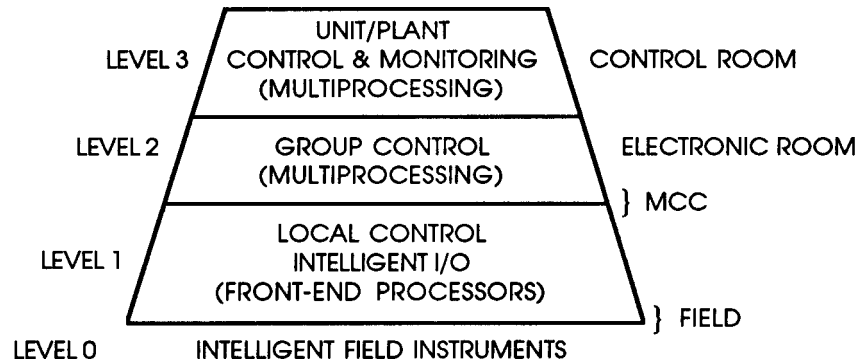 UNIT/PLANT
LEVEL 3 CONTROL & MONITORING CONTROL ROOM
(MULTIPROCESSING)
LEVEL 2 GROUP CONTROL ELECTRONIC ROOM
(MULTIPROCESSING)
} MCC
LOCAL CONTROL
LEVEL 1 INTELLIGENT I/O
(FRONT-END PROCESSORS)
} FIELD
LEVEL 0 INTELLIGENT FIELD INSTRUMENTS